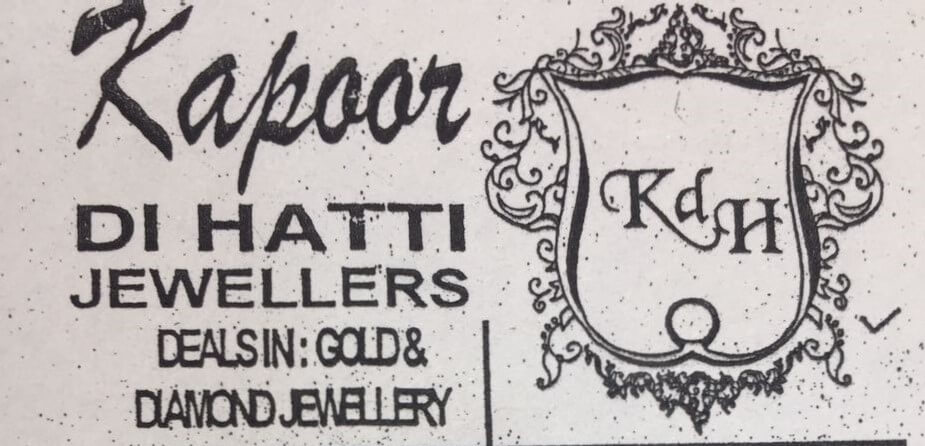 Kapoor
DI HATTI
JEWELLERS
DEALS IN : GOLD &
DIAMOND JEWELLERY
KdH